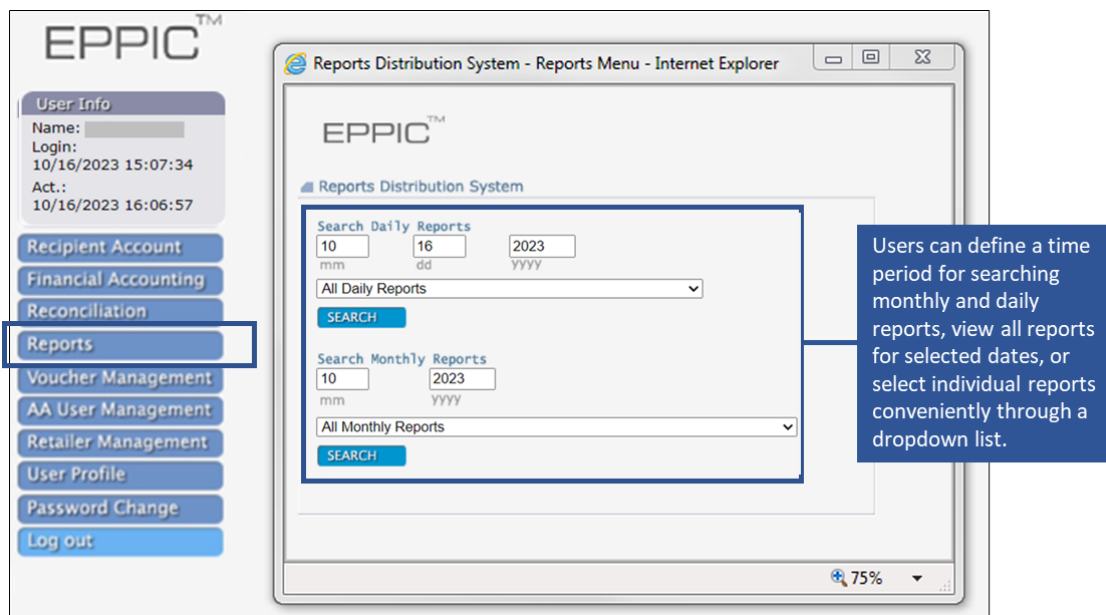 EPPIC™
User Info
Name:
Login:
10/16/2023 15:07:34
Act.:
10/16/2023 16:06:57
Recipient Account
Financial Accounting
Reconciliation
Reports
Voucher Management
AA User Management
Retailer Management
User Profile
Password Change
Log out
Reports Distribution System - Reports Menu - Internet Explorer
EPPIC™
Reports Distribution System
Search Daily Reports
10 16 2023
mm dd yyyy
All Daily Reports
SEARCH
Search Monthly Reports
10 2023
mm yyyy
All Monthly Reports
SEARCH
75%
Users can define a time
period for searching
monthly and daily
reports, view all reports
for selected dates, or
select individual reports
conveniently through a
dropdown list.